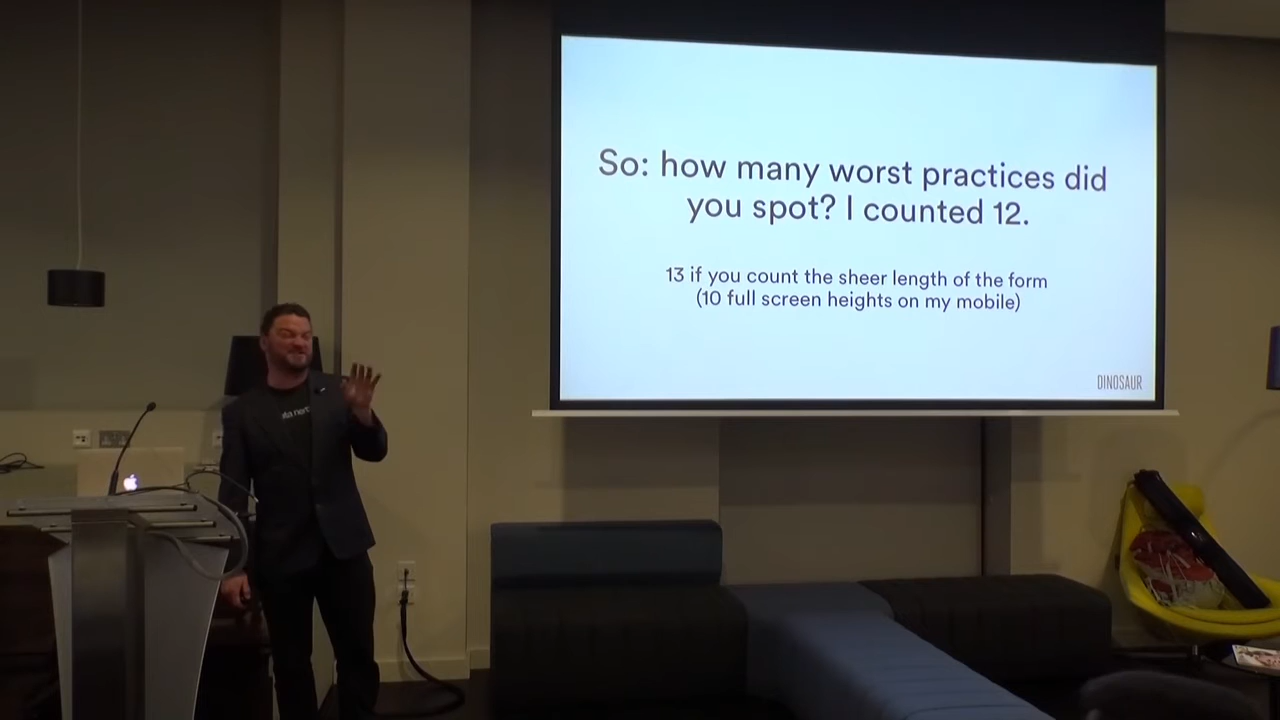 So: how many worst practices did
you spot? I counted 12.
13 if you count the sheer length of the form
(10 full screen heights on my mobile)
DINOSAUR